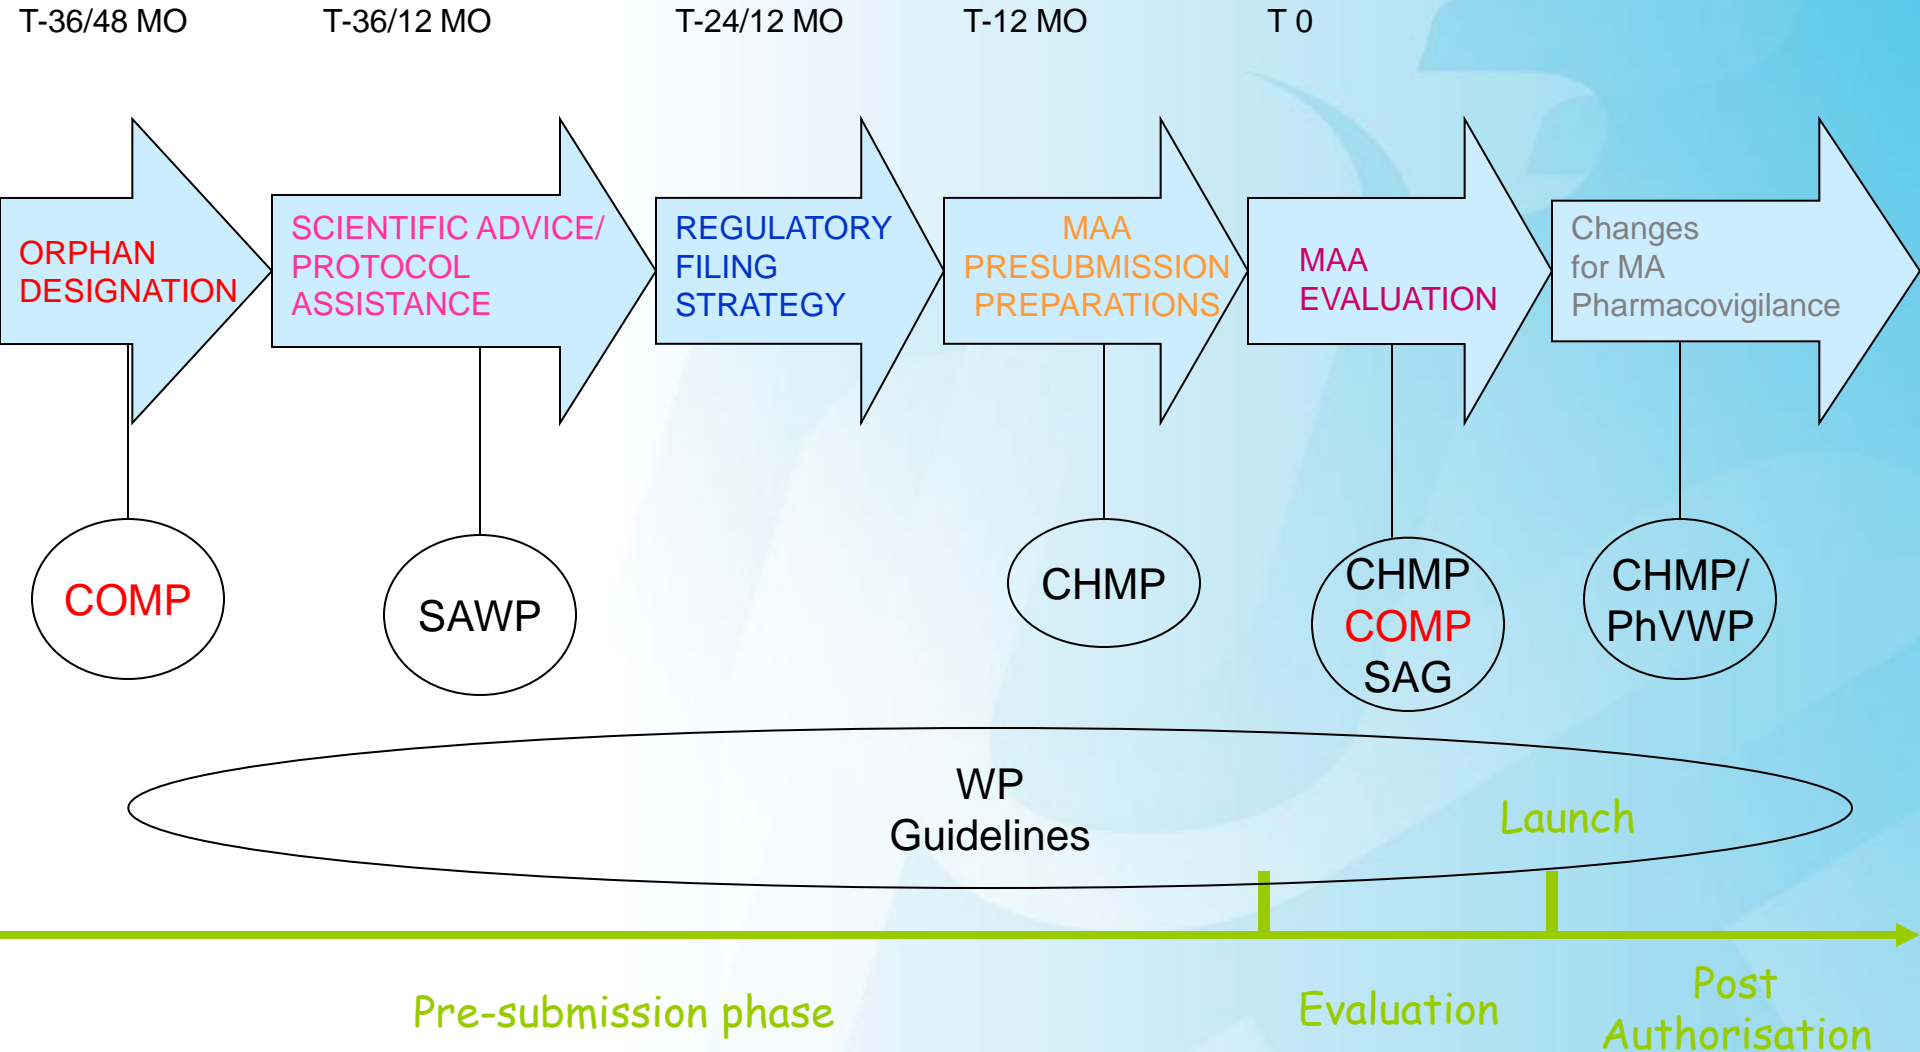 T-36/48 MO
T-36/12 MO
T-24/12 MO
T-12 MO
T 0
ORPHAN
DESIGNATION
SCIENTIFIC ADVICE/
PROTOCOL
ASSISTANCE
REGULATORY
FILING
STRATEGY
MAA
PRESUBMISSION
PREPARATIONS
MAA
EVALUATION
Changes
for MA
Pharmacovigilance
COMP
SAWP
CHMP
CHMP
COMP
SAG
CHMP/
PhVWP
WP
Guidelines
Launch
Pre-submission phase
Evaluation
Post
Authorisation